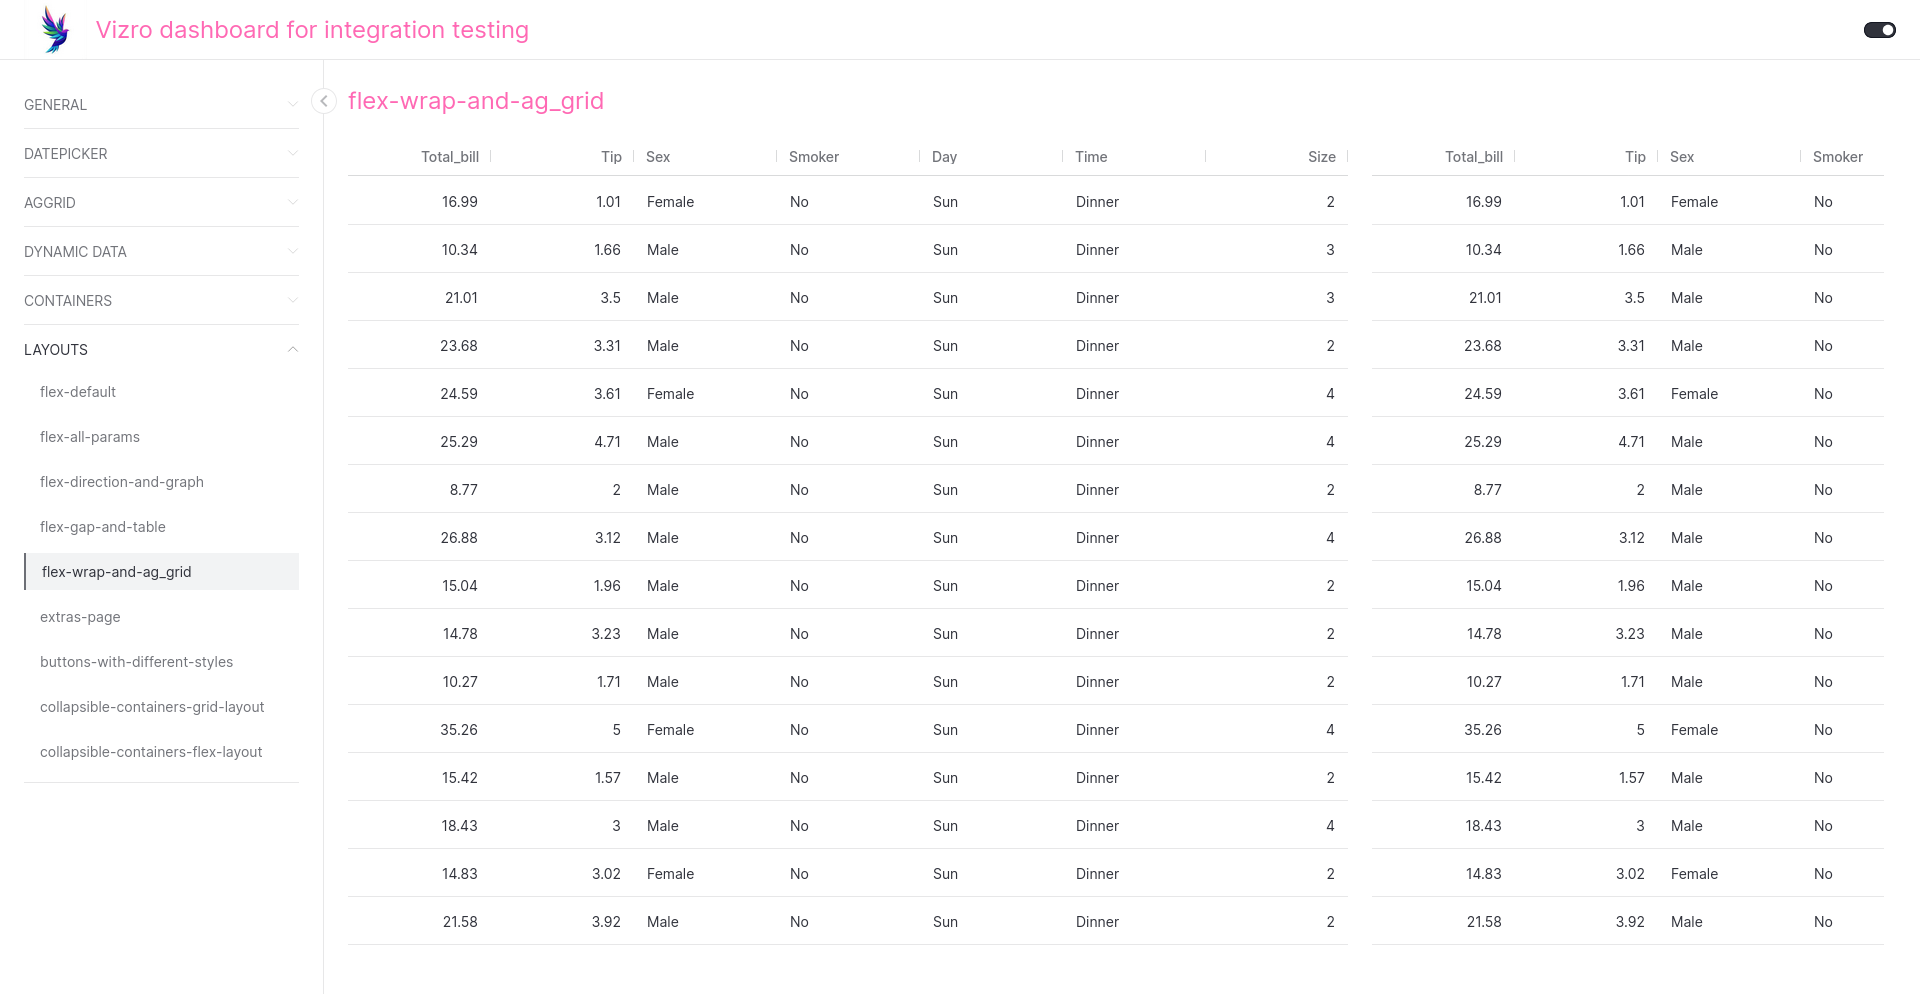 Vizro dashboard for integration testing
GENERAL
DATEPICKER
AGGRID
DYNAMIC DATA
CONTAINERS
LAYOUTS
flex-default
flex-all-params
flex-direction-and-graph
flex-gap-and-table
flex-wrap-and-ag_grid
extras-page
buttons-with-different-styles
collapsible-containers-grid-layout
collapsible-containers-flex-layout
flex-wrap-and-ag_grid
Total_bill Tip Sex Smoker Day Time Size Total_bill Tip Sex Smoker
16.99 1.01 Female No Sun Dinner 2 16.99 1.01 Female No
10.34 1.66 Male No Sun Dinner 3 10.34 1.66 Male No
21.01 3.5 Male No Sun Dinner 3 21.01 3.5 Male No
23.68 3.31 Male No Sun Dinner 2 23.68 3.31 Male No
24.59 3.61 Female No Sun Dinner 4 24.59 3.61 Female No
25.29 4.71 Male No Sun Dinner 4 25.29 4.71 Male No
8.77 2 Male No Sun Dinner 2 8.77 2 Male No
26.88 3.12 Male No Sun Dinner 4 26.88 3.12 Male No
15.04 1.96 Male No Sun Dinner 2 15.04 1.96 Male No
14.78 3.23 Male No Sun Dinner 2 14.78 3.23 Male No
10.27 1.71 Male No Sun Dinner 2 10.27 1.71 Male No
35.26 5 Female No Sun Dinner 4 35.26 5 Female No
15.42 1.57 Male No Sun Dinner 2 15.42 1.57 Male No
18.43 3 Male No Sun Dinner 4 18.43 3 Male No
14.83 3.02 Female No Sun Dinner 2 14.83 3.02 Female No
21.58 3.92 Male No Sun Dinner 2 21.58 3.92 Male No